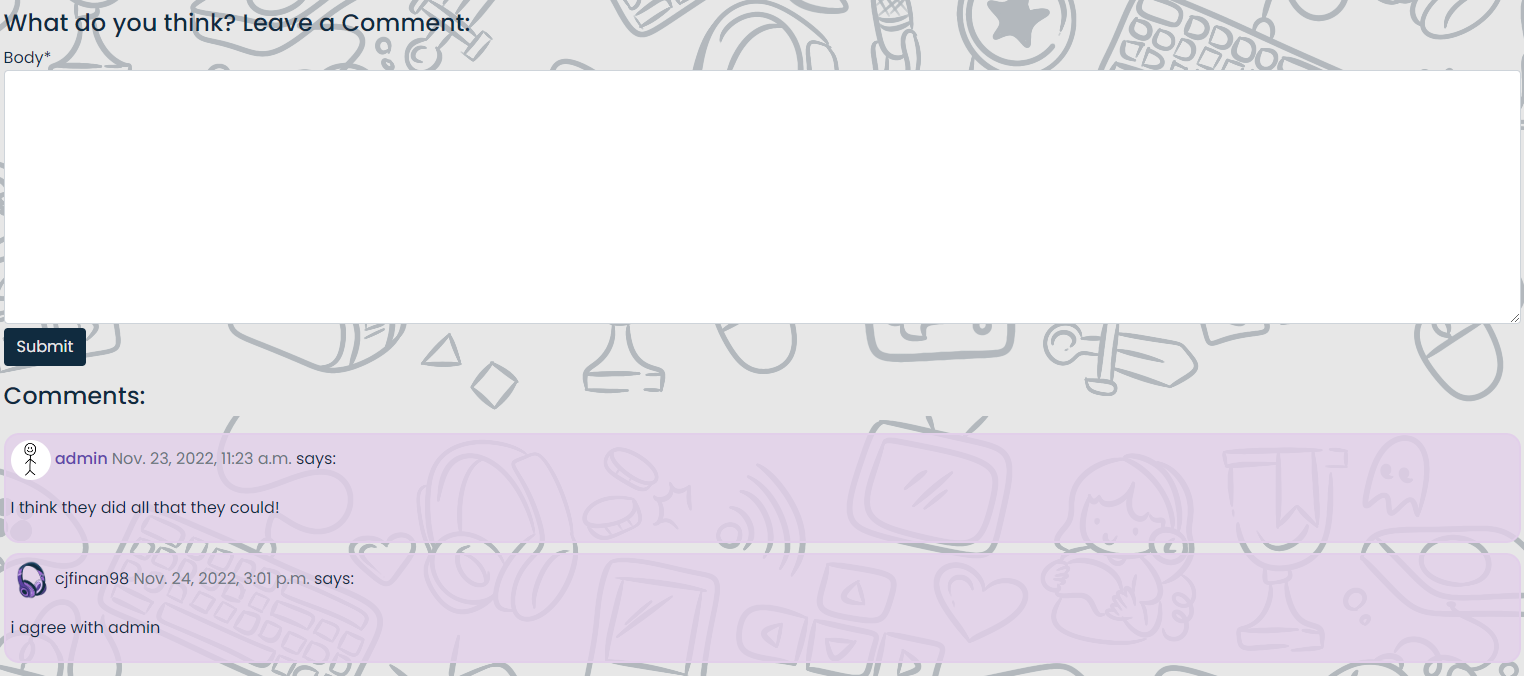 What do you think? Leave a Comment:
Body*
Submit
Comments:
admin Nov. 23, 2022, 11:23 a.m. says:
I think they did all that they could!
cjfinan98 Nov. 24, 2022, 3:01 p.m. says:
i agree with admin